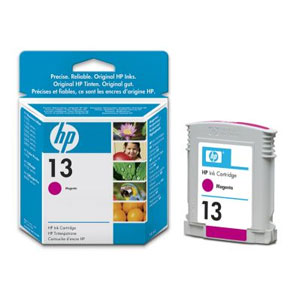 Precise. Reliable. Original HP Inks.
Original HP Tinten. Original gut.
Précises et fiables : ce sont les encres d'origine HP.
hp
13
Magenta
HP Ink Cartridge
HP Tintenpatrone
Cartouche d'encre HP
hp
HP Ink Cartridge
Magenta
13